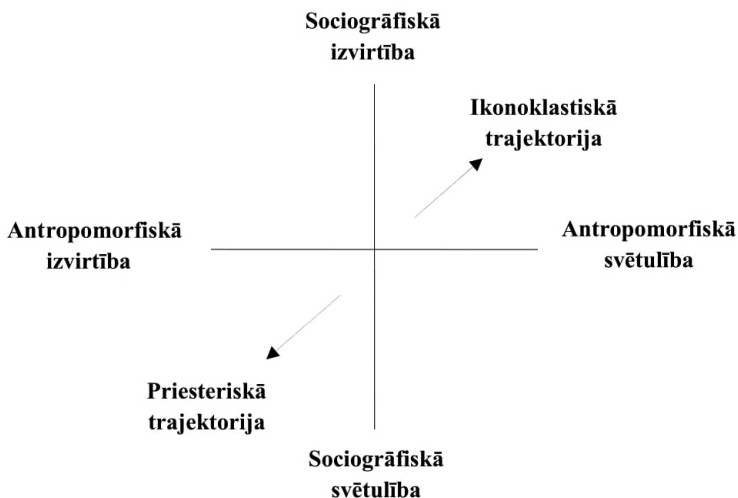 Sociogrāfiskā
izvirtība
Ikonoklastiskā
trajektorija
Antropomorfiskā
izvirtība
Antropomorfiskā
svētulība
Priesteriskā
trajektorija
Sociogrāfiskā
svētulība